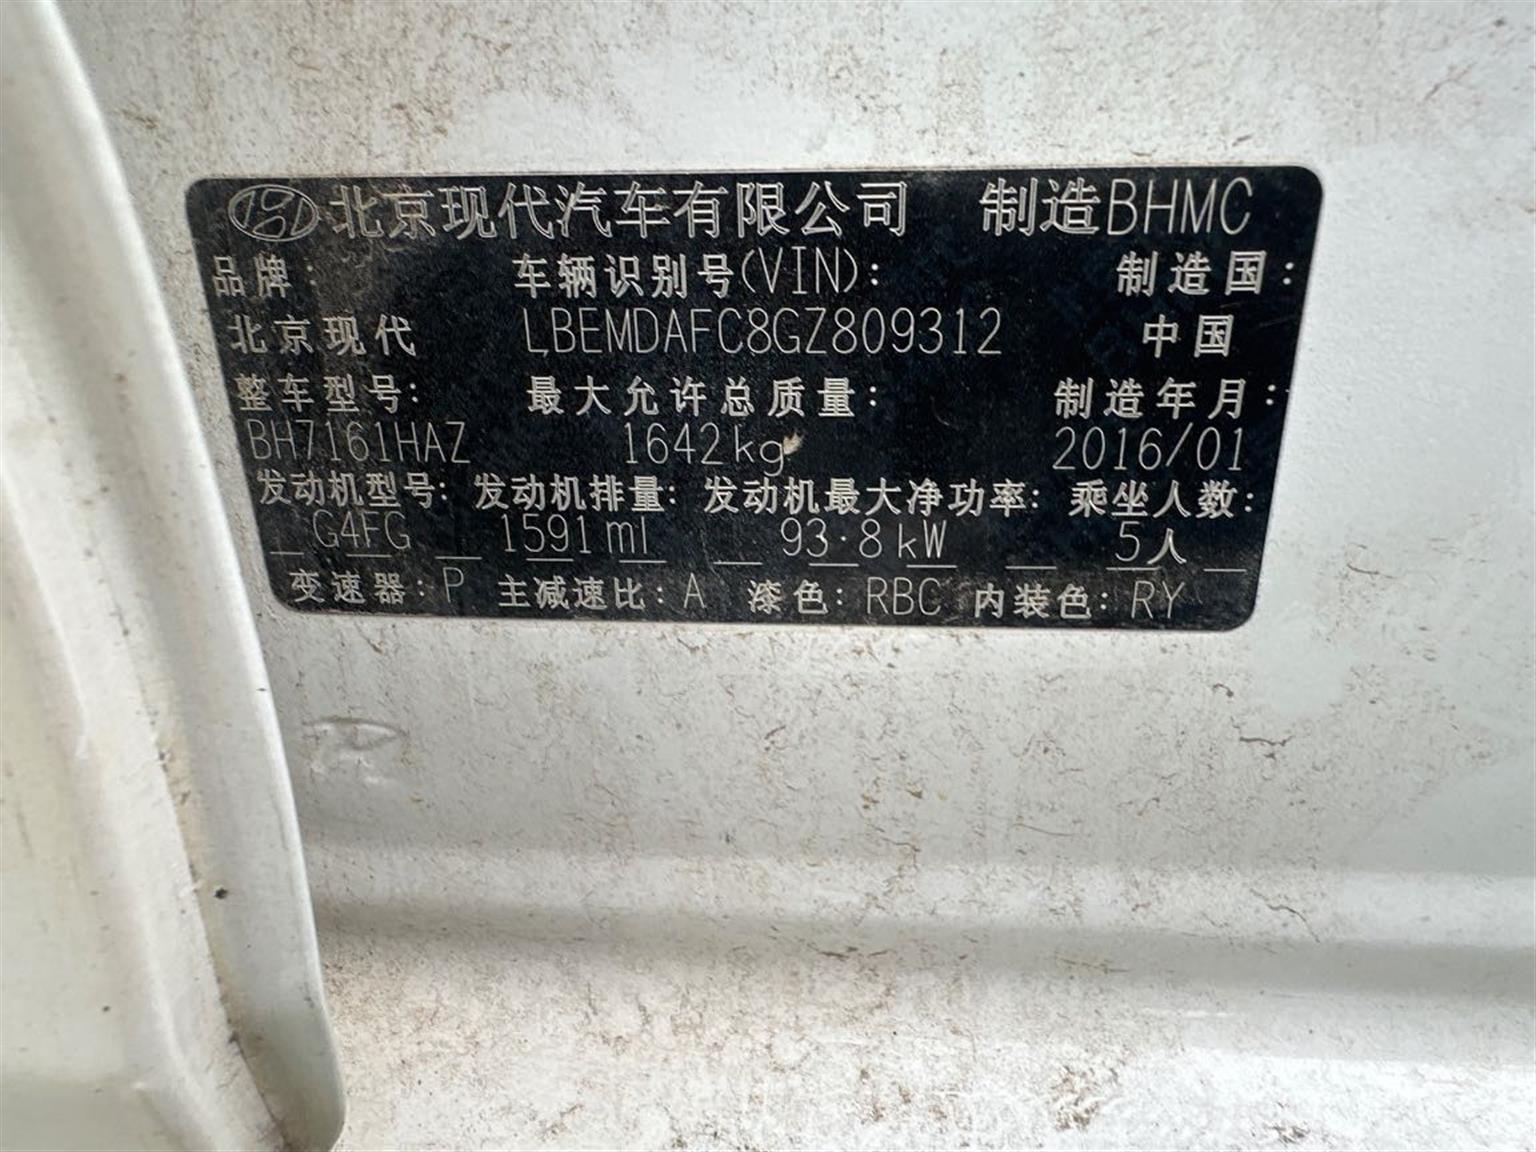 北京现代汽车有限公司 制造BHMC
品牌: 车辆识别号(VIN): 制造国:
北京现代 LBEMDAFC8GZ809312 中国
整车型号: 最大允许总质量: 制造年月:
BH7161HAZ 1642kg 2016/01
发动机型号: 发动机排量: 发动机最大净功率: 乘坐人数:
G4FG 1591ml 93.8kW 5人
变速器: P 主减速比: A 漆色: RBC 内装色: RY